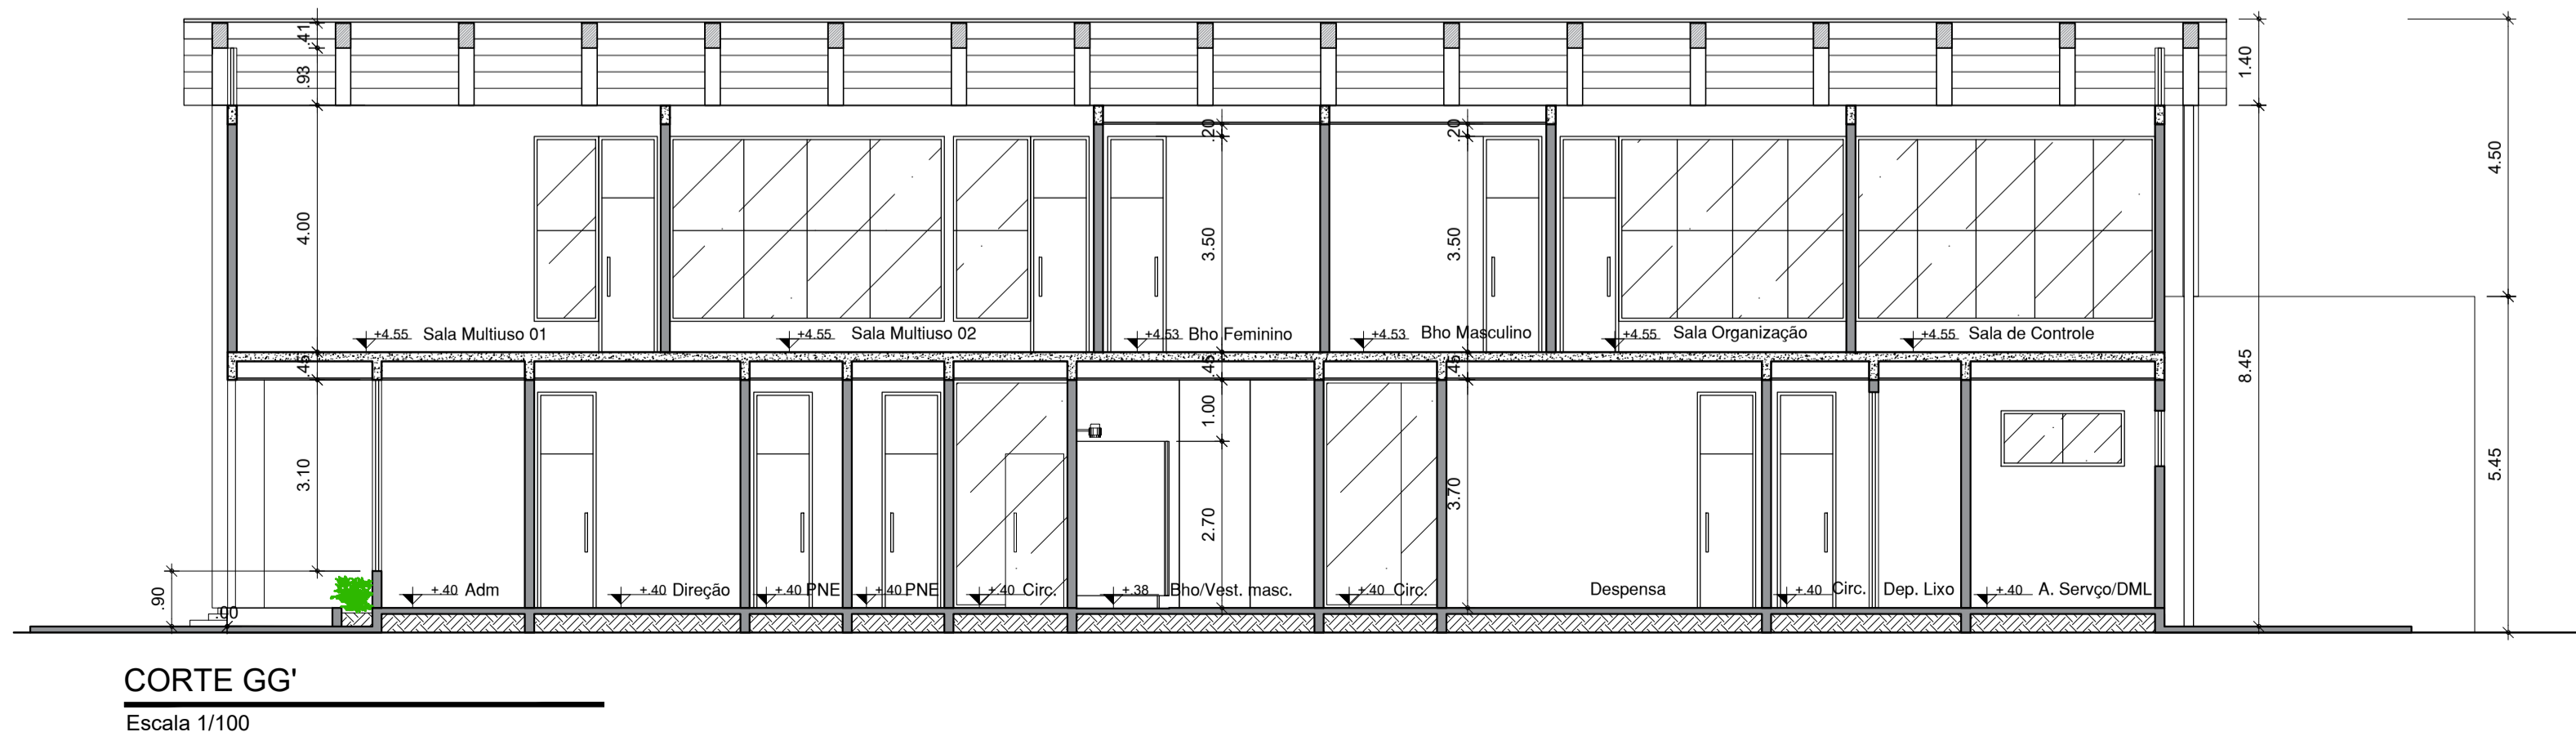 .41
.93
1.40
4.00
.20
3.50
.20
3.50
4.50
+4.55 Sala Multiuso 01
+4.55 Sala Multiuso 02
+4.53 Bho Feminino
+4.53 Bho Masculino
+4.55 Sala Organização
+4.55 Sala de Controle
.45
.45
.45
8.45
3.10
1.00
2.70
3.70
5.45
.90
.00
+.40 Adm
+.40 Direção
+.40 PNE
+.40 PNE
+.40 Circ.
+.38 Bho/Vest. masc.
+.40 Circ.
Despensa
+.40 Circ.
Dep. Lixo
+.40 A. Servço/DML
CORTE GG'
Escala 1/100